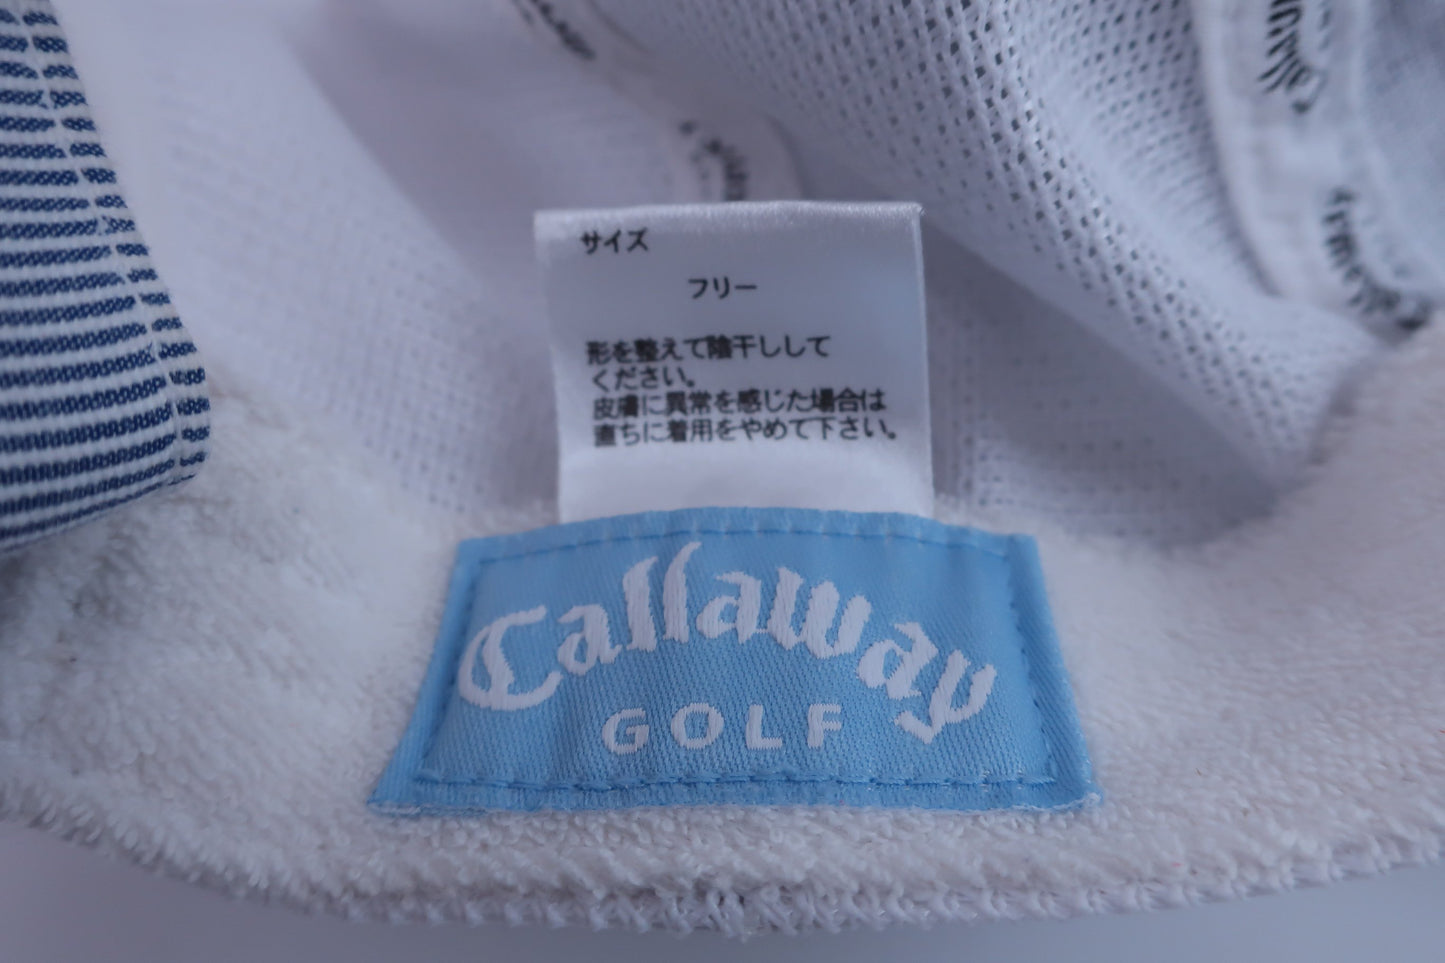 サイズ
フリー
形を整えて陰干しして
ください。
皮膚に異常を感じた場合は
直ちに着用をやめて下さい。
Callaway
GOLF